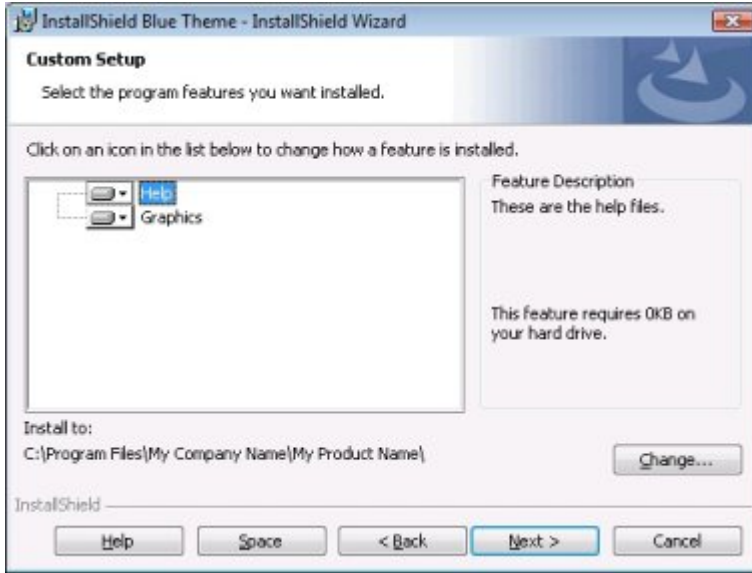 InstallShield Blue Theme - InstallShield Wizard
Custom Setup
Select the program features you want installed.
Click on an icon in the list below to change how a feature is installed.
Help
Graphics
Feature Description
These are the help files.
This feature requires 0KB on
your hard drive.
Install to:
C:\Program Files\My Company Name\My Product Name\
Change...
InstallShield
Help
Space
< Back
Next >
Cancel